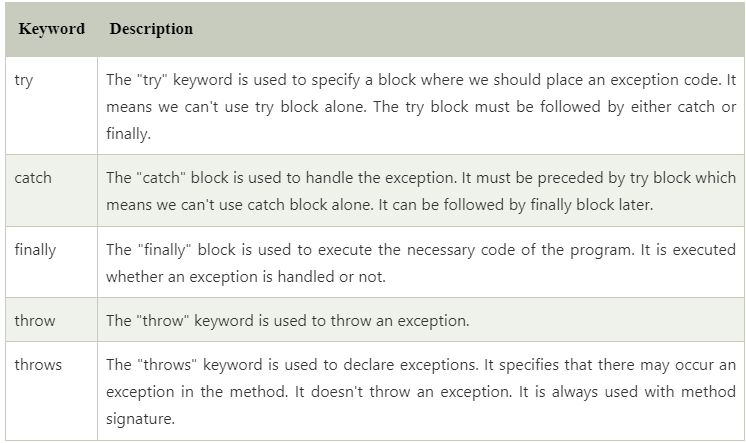 Keyword Description
try The "try" keyword is used to specify a block where we should place an exception code. It
means we can't use try block alone. The try block must be followed by either catch or
finally.
catch The "catch" block is used to handle the exception. It must be preceded by try block which
means we can't use catch block alone. It can be followed by finally block later.
finally The "finally" block is used to execute the necessary code of the program. It is executed
whether an exception is handled or not.
throw The "throw" keyword is used to throw an exception.
throws The "throws" keyword is used to declare exceptions. It specifies that there may occur an
exception in the method. It doesn't throw an exception. It is always used with method
signature.